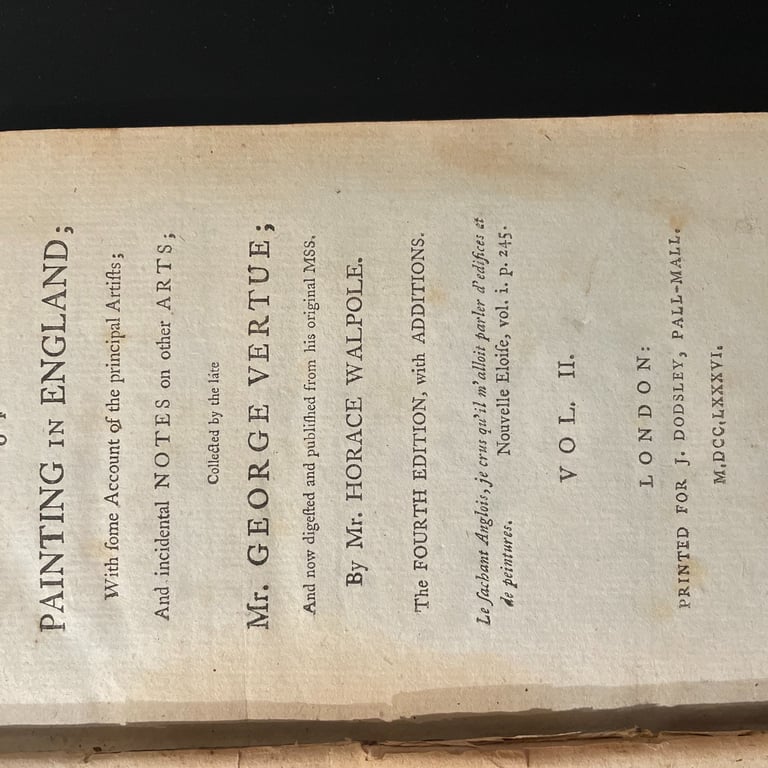 PAINTING IN ENGLAND;
With ſome Account of the principal Artiſts;
And incidental NOTES on other ARTS;
Collected by the late
Mr. GEORGE VERTUE;
And now digeſted and publiſhed from his original MSS.
By Mr. HORACE WALPOLE.
The FOURTH EDITION, with ADDITIONS.
Le ſachant Anglois, je crus qu'il m'alloit parler d'edifices et
de peintures. Nouvelle Eloiſe, vol. i. p. 245.
VOL. II.
LONDON:
PRINTED FOR J. DODSLEY, PALL-MALL.
M.DCC.LXXXVI.